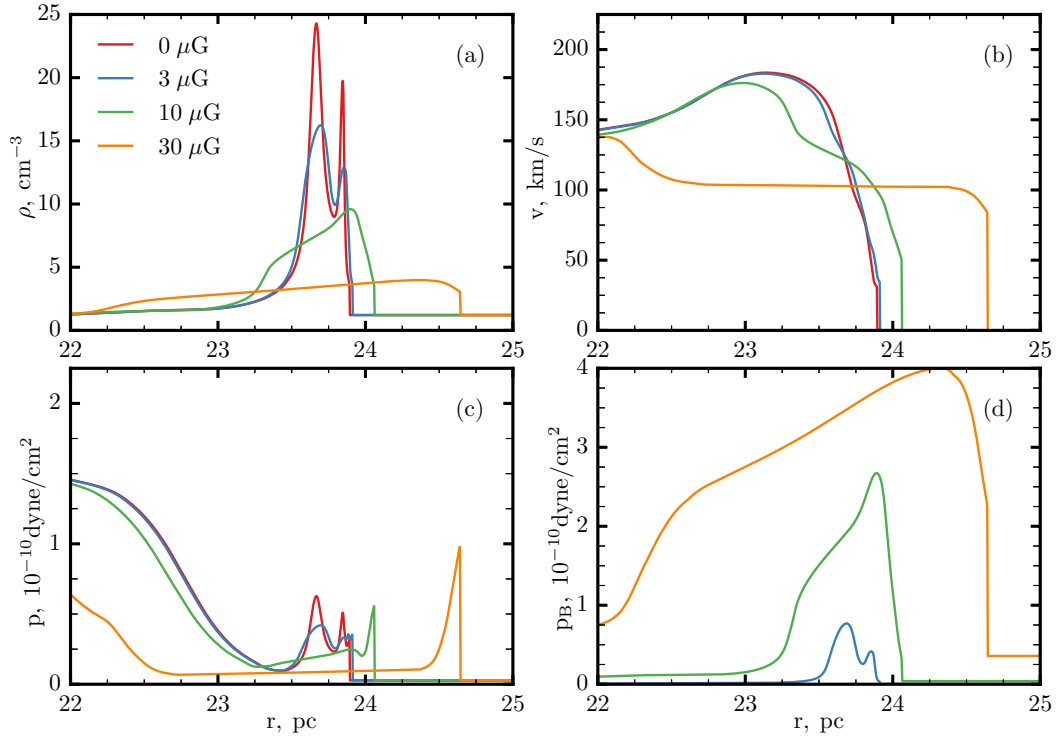 25
20
15
10
5
0
ρ, cm⁻³
0 μG
3 μG
10 μG
30 μG
(a)
22 23 24 25
200
150
100
50
0
v, km/s
(b)
22 23 24 25
2
1
0
p, 10⁻¹⁰dyne/cm²
(c)
22 23 24 25
r, pc
4
3
2
1
0
p_B, 10⁻¹⁰dyne/cm²
(d)
22 23 24 25
r, pc